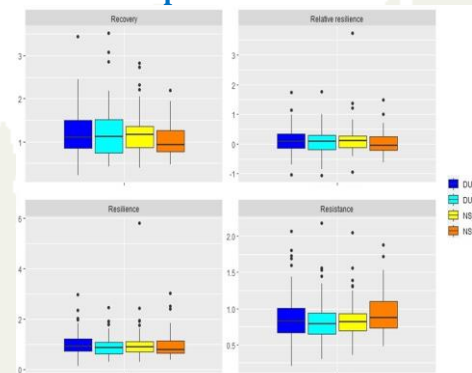 Recovery
Relative resilience
3
2
1
3
2
1
0
-1
Resilience
Resistance
6
4
2
0
2.0
1.5
1.0
0.5
DU
DU
NS
NS